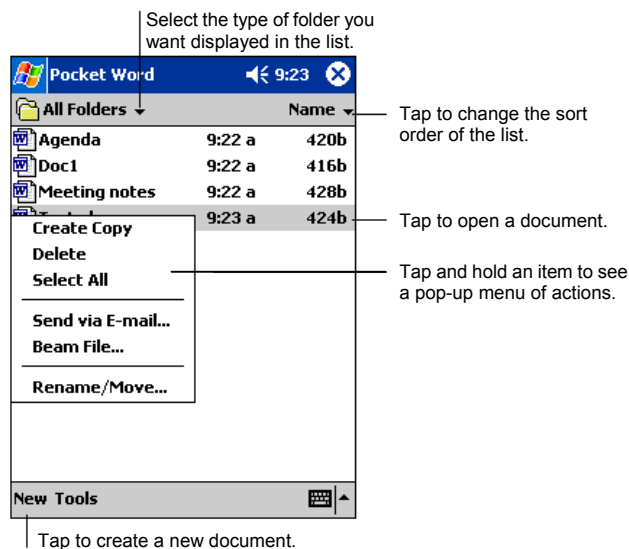 Select the type of folder you
want displayed in the list.
Pocket Word 9:23
All Folders Name
Tap to change the sort
order of the list.
Agenda 9:22 a 420b
Doc1 9:22 a 416b
Meeting notes 9:22 a 428b
9:23 a 424b
Tap to open a document.
Create Copy
Delete
Select All
Tap and hold an item to see
a pop-up menu of actions.
Send via E-mail...
Beam File...
Rename/Move...
New Tools
Tap to create a new document.